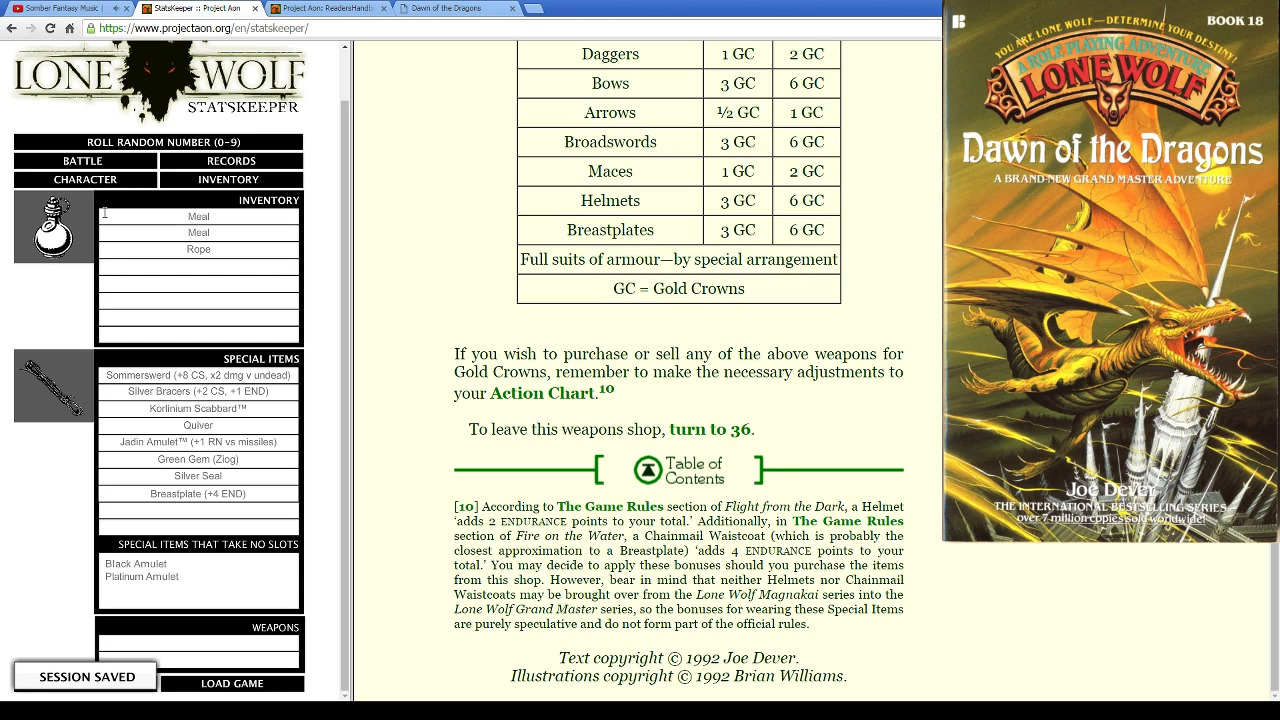 Somber Fantasy Music |
StatsKeeper :: Project Aon
Project Aon: ReadersHandb
Dawn of the Dragons
https://www.projectaon.org/en/statskeeper/
LONE WOLF
STATSKEEPER
ROLL RANDOM NUMBER (0-9)
BATTLE
RECORDS
CHARACTER
INVENTORY
INVENTORY
Meal
Meal
Rope
SPECIAL ITEMS
Sommerswerd (+8 CS, x2 dmg v undead)
Silver Bracers (+2 CS, +1 END)
Korlinium Scabbard™
Quiver
Jadin Amulet™ (+1 RN vs missiles)
Green Gem (Ziog)
Silver Seal
Breastplate (+4 END)
SPECIAL ITEMS THAT TAKE NO SLOTS
Black Amulet
Platinum Amulet
WEAPONS
SESSION SAVED
LOAD GAME
Daggers 1 GC 2 GC
Bows 3 GC 6 GC
Arrows ½ GC 1 GC
Broadswords 3 GC 6 GC
Maces 1 GC 2 GC
Helmets 3 GC 6 GC
Breastplates 3 GC 6 GC
Full suits of armour—by special arrangement
GC = Gold Crowns
If you wish to purchase or sell any of the above weapons for
Gold Crowns, remember to make the necessary adjustments to
your Action Chart.10
To leave this weapons shop, turn to 36.
Table of
Contents
[10] According to The Game Rules section of Flight from the Dark, a Helmet
‘adds 2 ENDURANCE points to your total.’ Additionally, in The Game Rules
section of Fire on the Water, a Chainmail Waistcoat (which is probably the
closest approximation to a Breastplate) ‘adds 4 ENDURANCE points to your
total.’ You may decide to apply these bonuses should you purchase the items
from this shop. However, bear in mind that neither Helmets nor Chainmail
Waistcoats may be brought over from the Lone Wolf Magnakai series into the
Lone Wolf Grand Master series, so the bonuses for wearing these Special Items
are purely speculative and do not form part of the official rules.
Text copyright © 1992 Joe Dever.
Illustrations copyright © 1992 Brian Williams.
B
BOOK 18
YOU ARE LONE WOLF—DETERMINE YOUR DESTINY!
A ROLE PLAYING ADVENTURE
LONE WOLF
Dawn of the Dragons
A BRAND-NEW GRAND MASTER ADVENTURE
Joe Dever
THE INTERNATIONAL BESTSELLING SERIES—
over 7 million copies sold worldwide!